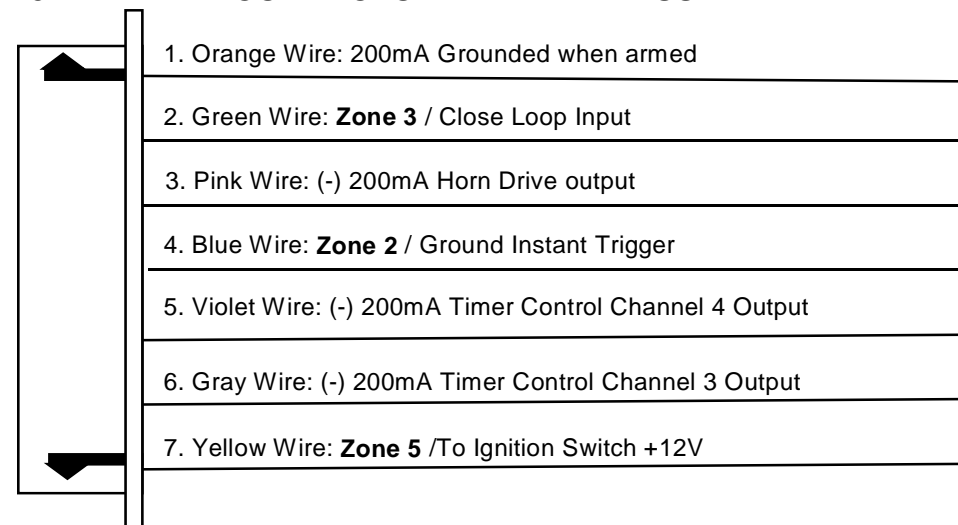 1. Orange Wire: 200mA Grounded when armed
2. Green Wire: Zone 3 / Close Loop Input
3. Pink Wire: (-) 200mA Horn Drive output
4. Blue Wire: Zone 2 / Ground Instant Trigger
5. Violet Wire: (-) 200mA Timer Control Channel 4 Output
6. Gray Wire: (-) 200mA Timer Control Channel 3 Output
7. Yellow Wire: Zone 5 /To Ignition Switch +12V